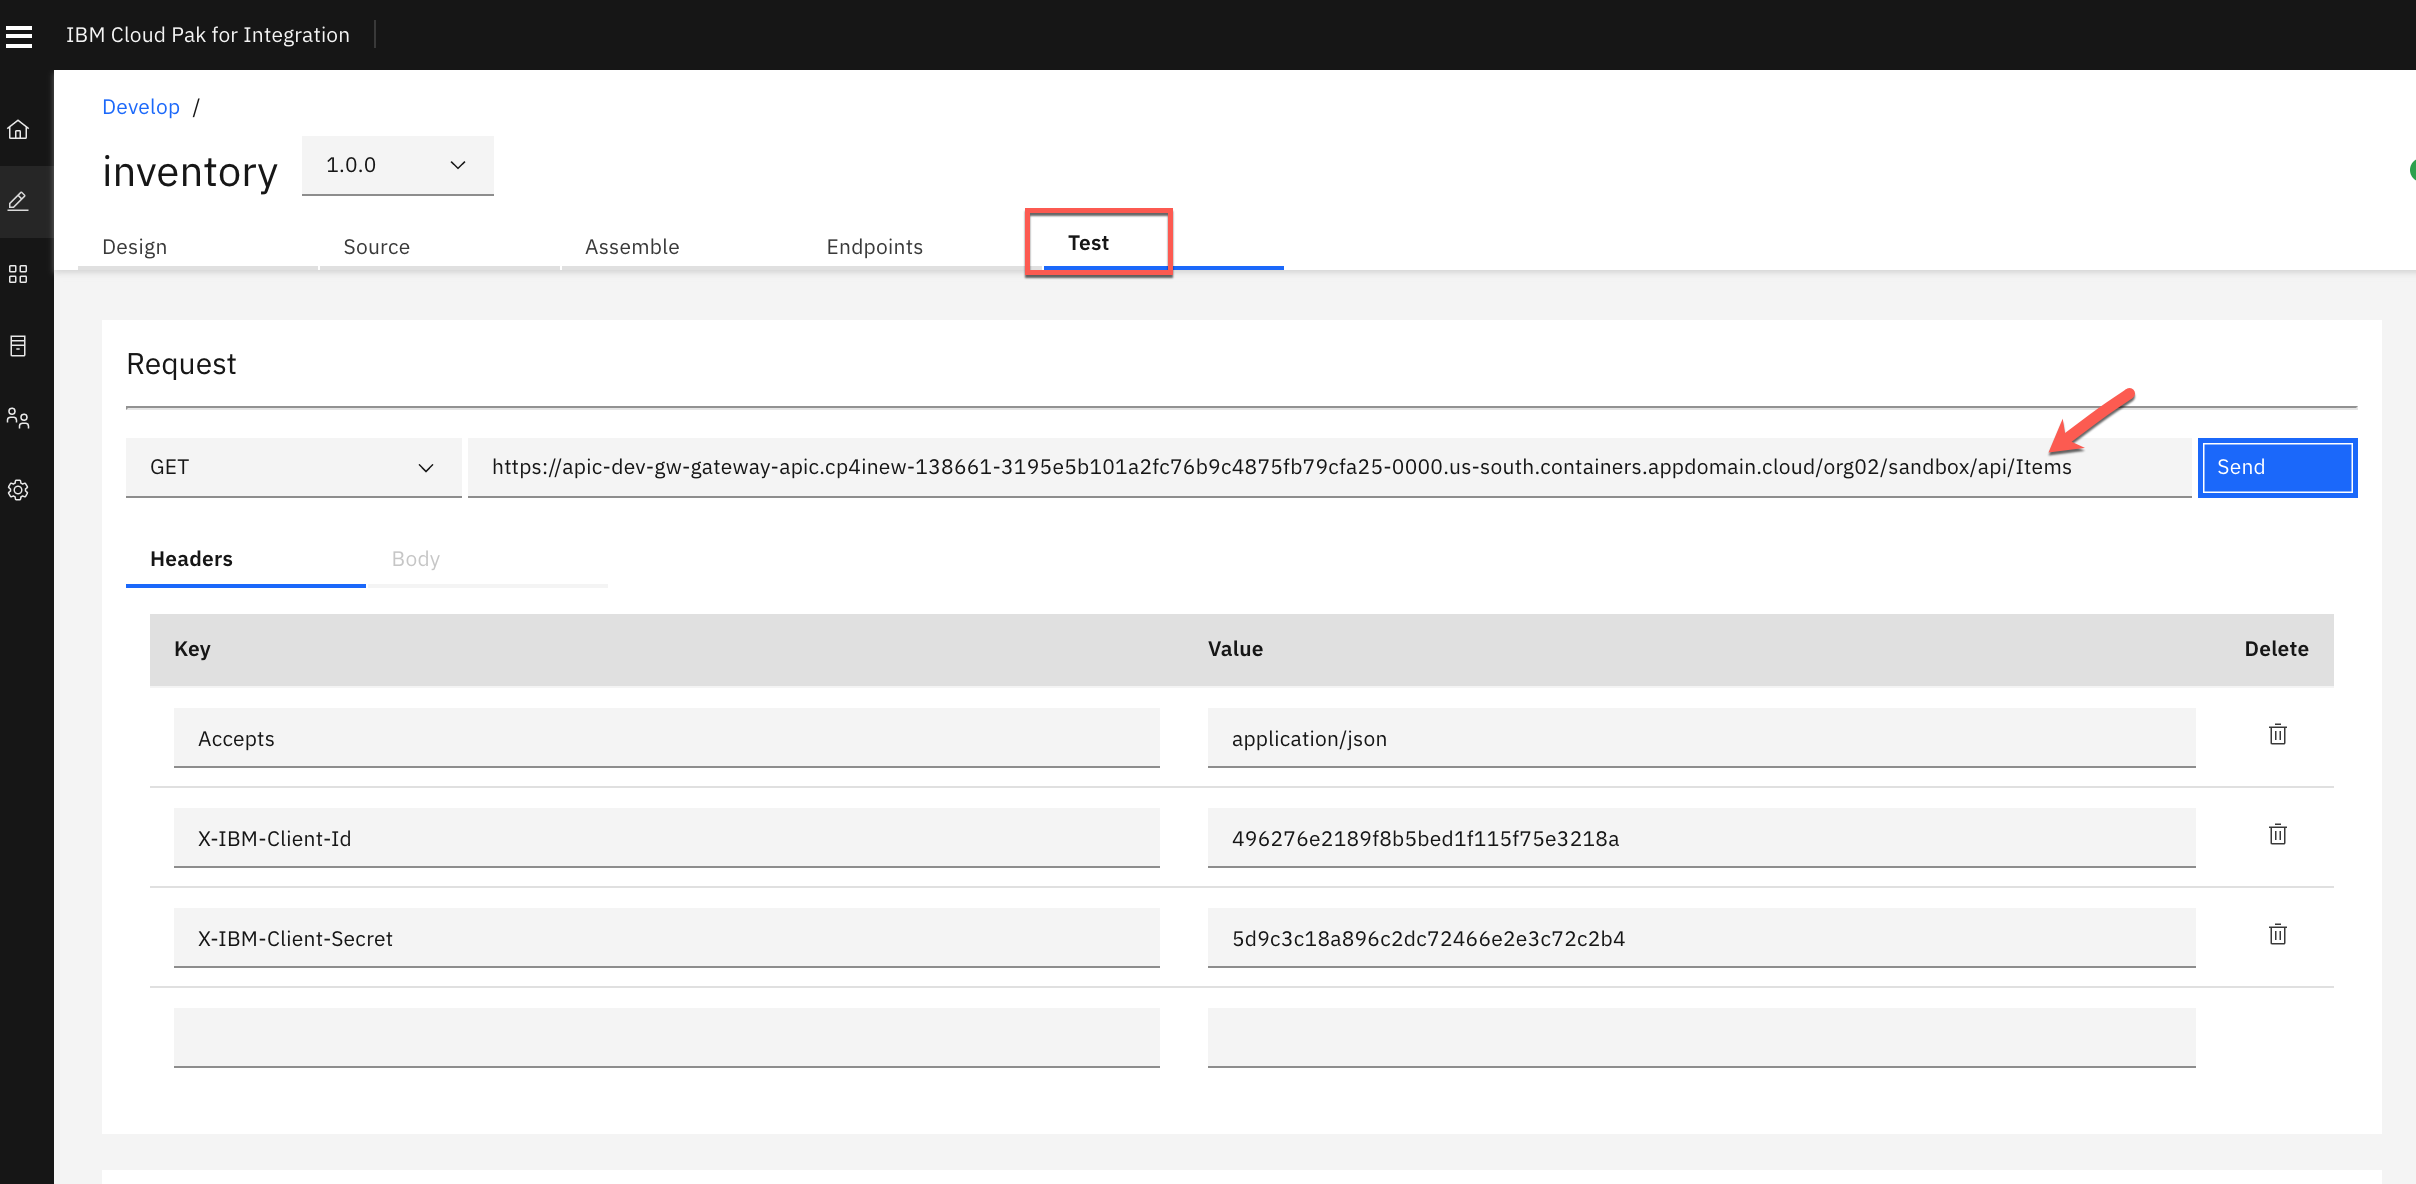 IBM Cloud Pak for Integration
Develop /
inventory 1.0.0
Design Source Assemble Endpoints Test
Request
GET https://apic-dev-gw-gateway-apic.cp4inew-138661-3195e5b101a2fc76b9c4875fb79cfa25-0000.us-south.containers.appdomain.cloud/org02/sandbox/api/Items Send
Headers Body
Key Value Delete
Accepts application/json
X-IBM-Client-Id 496276e2189f8b5bed1f115f75e3218a
X-IBM-Client-Secret 5d9c3c18a896c2dc72466e2e3c72c2b4